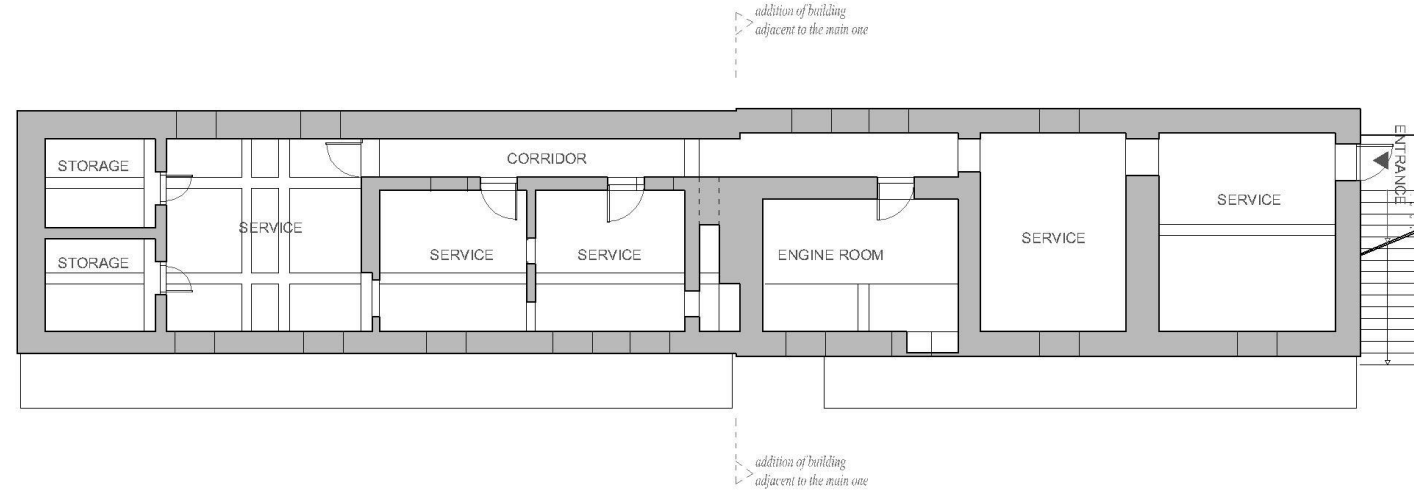 addition of building
adjacent to the main one
ENTRANCE
STORAGE
CORRIDOR
SERVICE
SERVICE
SERVICE
STORAGE
SERVICE
SERVICE
ENGINE ROOM
addition of building
adjacent to the main one